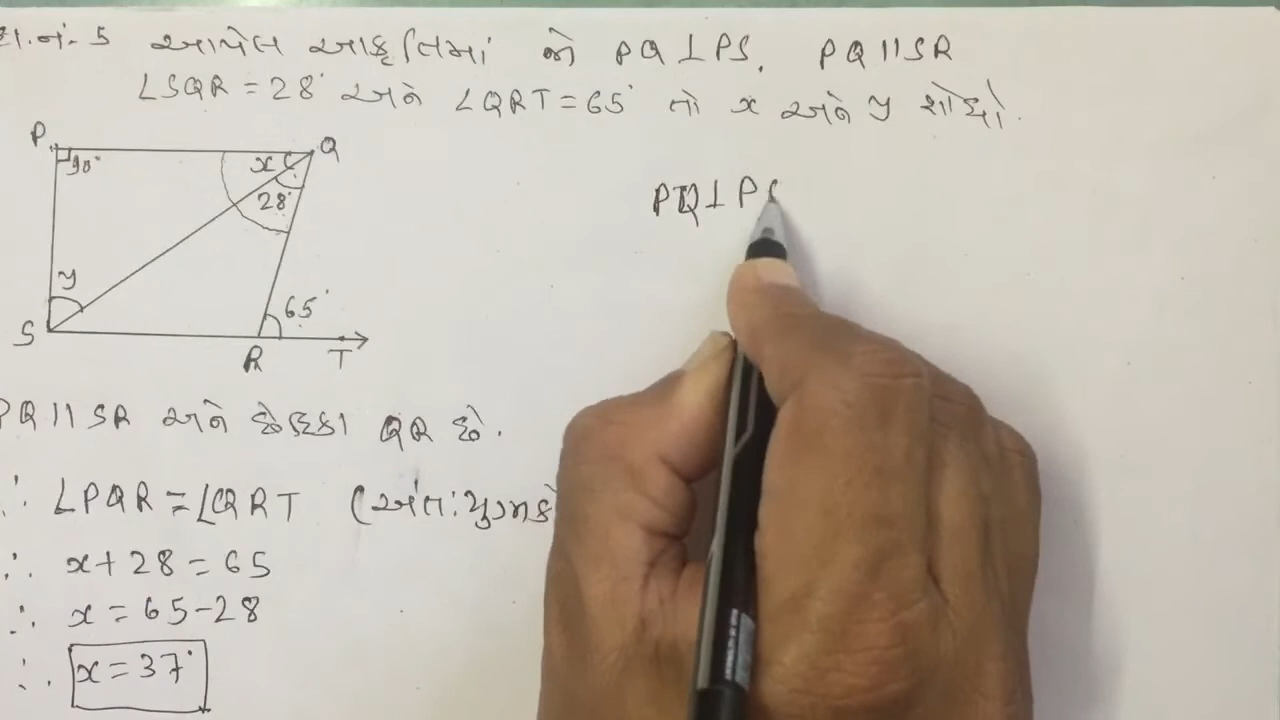 પ્ર.નં.-5 આપેલ આકૃતિમાં જો PQ⊥PS, PQ||SR
∠SQR=28° અને ∠QRT=65° તો x અને y શોધો.
P
90°
x
Q
28°
y
65°
S
R
T
PQ⊥PS
PQ||SR અને છેદિકા QR છે.
∴ ∠PQR=∠QRT (અંતઃયુગ્મકો
∴ x+28=65
∴ x=65-28
∴ x=37°